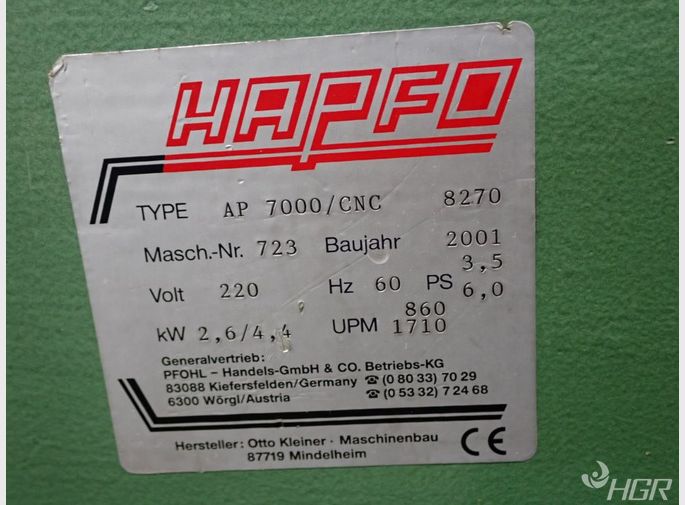 HAPFO
TYPE AP 7000/CNC 8270
Masch.-Nr. 723 Baujahr 2001
Volt 220 Hz 60 PS 3,5 6,0
kW 2,6/4,4 UPM 860 1710
Generalvertrieb:
PFOHL – Handels-GmbH & CO. Betriebs-KG
83088 Kiefersfelden/Germany ☎ (0 80 33) 70 29
6300 Wörgl/Austria ☎ (0 53 32) 7 24 68
Hersteller: Otto Kleiner · Maschinenbau
87719 Mindelheim
CE
HGR